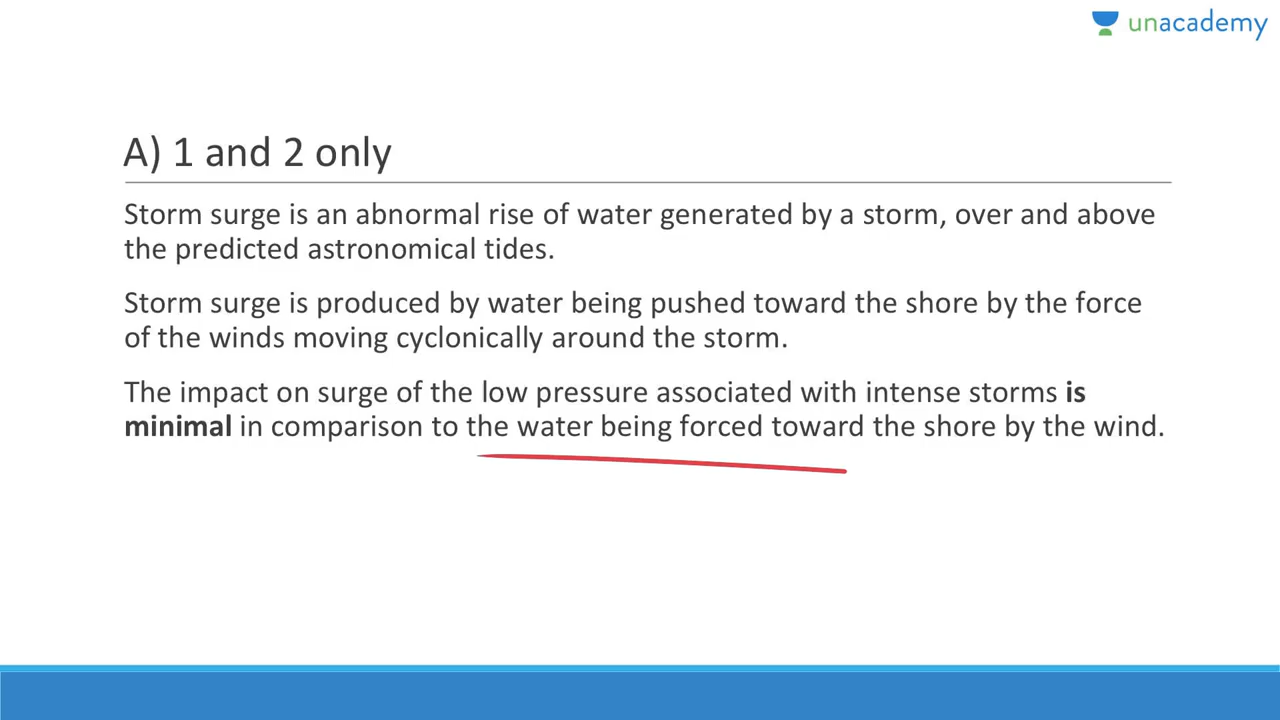 unacademy
A) 1 and 2 only
Storm surge is an abnormal rise of water generated by a storm, over and above
the predicted astronomical tides.
Storm surge is produced by water being pushed toward the shore by the force
of the winds moving cyclonically around the storm.
The impact on surge of the low pressure associated with intense storms is
minimal in comparison to the water being forced toward the shore by the wind.